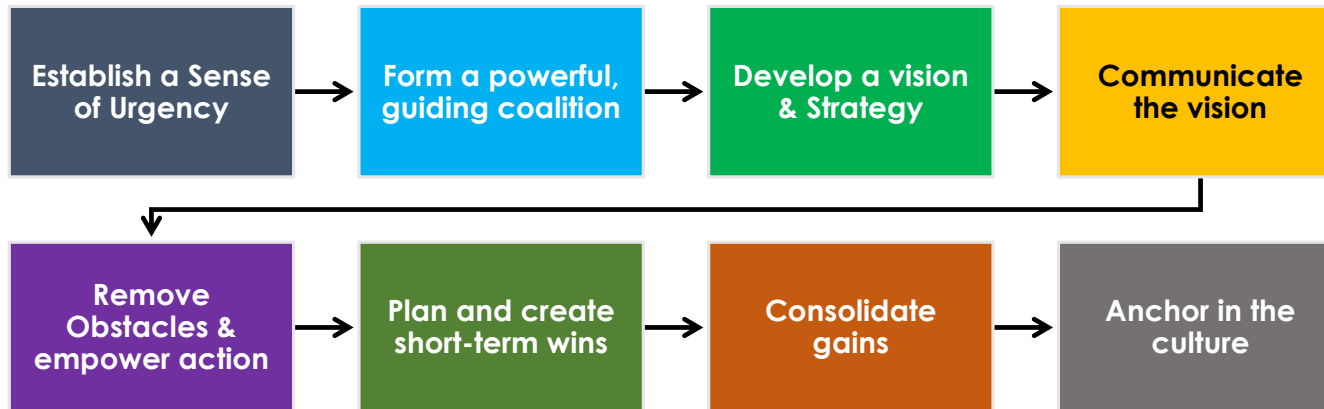 Establish a Sense
of Urgency
Form a powerful,
guiding coalition
Develop a vision
& Strategy
Communicate
the vision
Remove
Obstacles &
empower action
Plan and create
short-term wins
Consolidate
gains
Anchor in the
culture